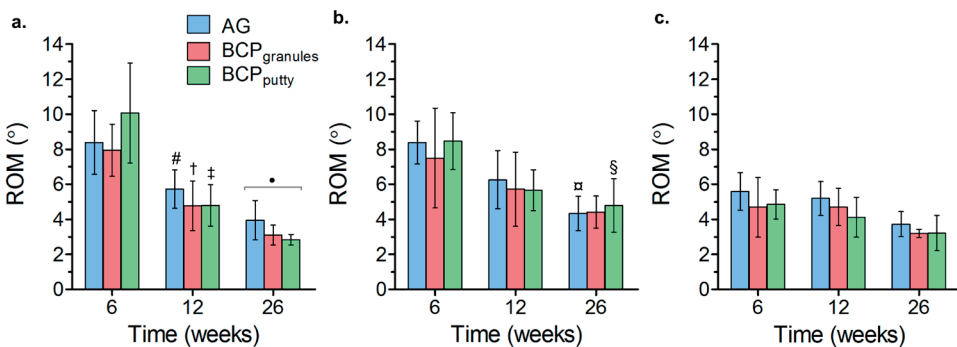 a.
AG
BCPgranules
BCPputty
14
12
10
8
6
4
2
0
ROM (°)
#
†
‡
•
6 12 26
Time (weeks)
b.
14
12
10
8
6
4
2
0
ROM (°)
¤
§
6 12 26
Time (weeks)
c.
14
12
10
8
6
4
2
0
ROM (°)
6 12 26
Time (weeks)